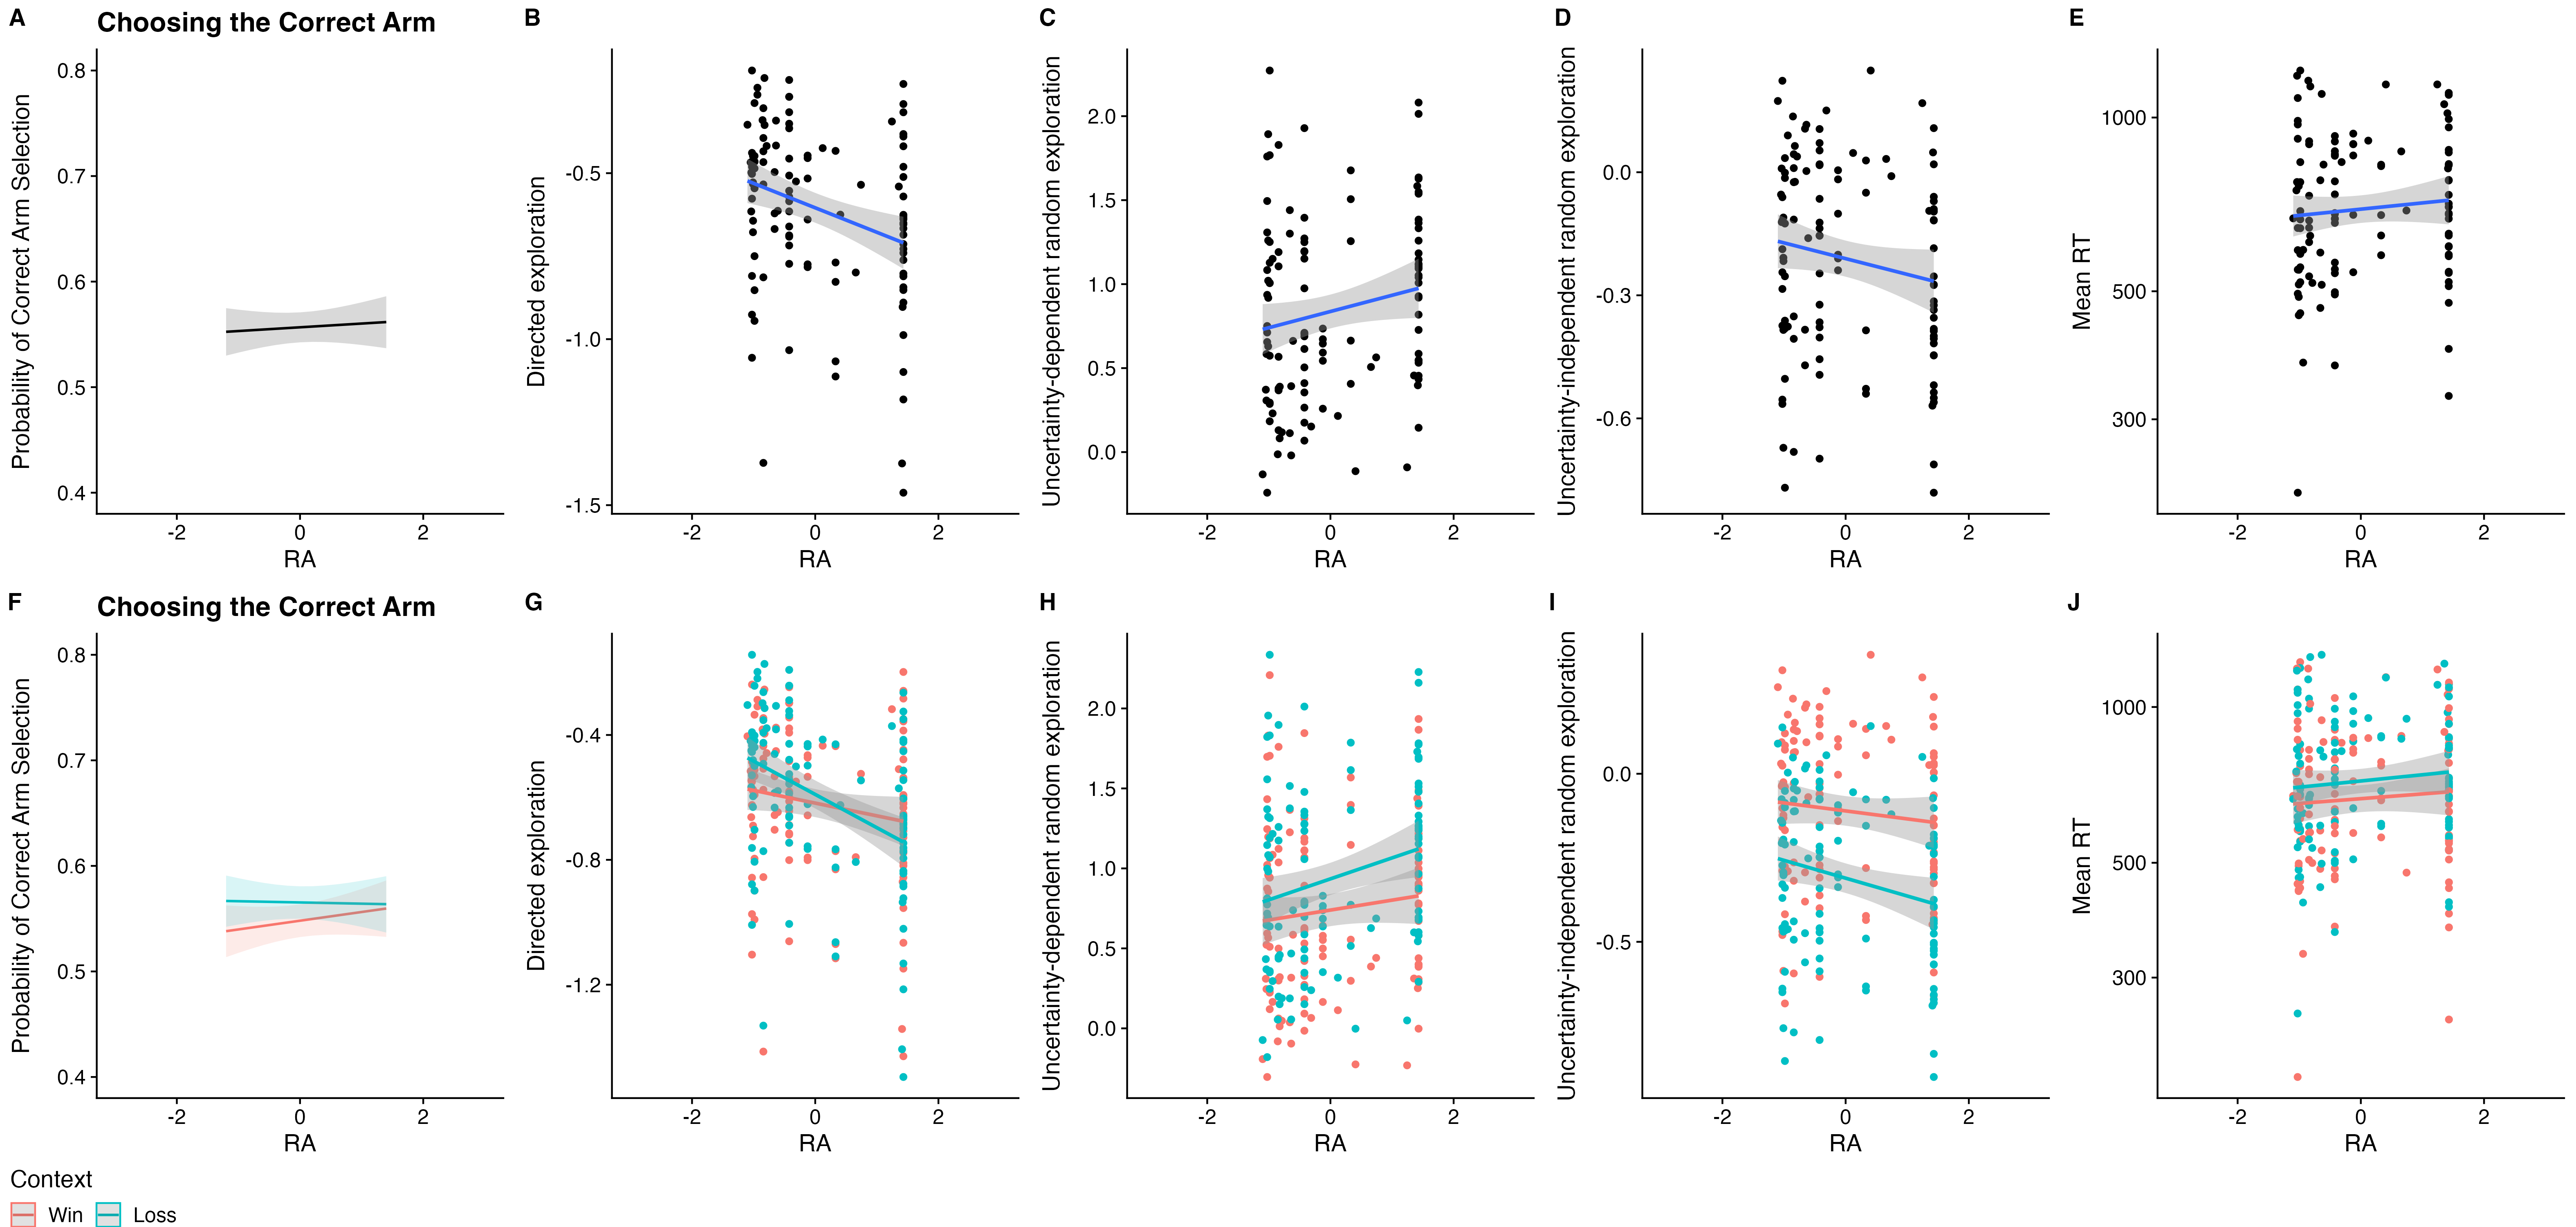 A
Choosing the Correct Arm
Probability of Correct Arm Selection
0.8
0.7
0.6
0.5
0.4
-2 0 2
RA
B
Directed exploration
-0.5
-1.0
-1.5
-2 0 2
RA
C
Uncertainty-dependent random exploration
2.0
1.5
1.0
0.5
0.0
-2 0 2
RA
D
Uncertainty-independent random exploration
0.0
-0.3
-0.6
-2 0 2
RA
E
Mean RT
1000
500
300
-2 0 2
RA
F
Choosing the Correct Arm
Probability of Correct Arm Selection
0.8
0.7
0.6
0.5
0.4
-2 0 2
RA
G
Directed exploration
-0.4
-0.8
-1.2
-2 0 2
RA
H
Uncertainty-dependent random exploration
2.0
1.5
1.0
0.5
0.0
-2 0 2
RA
I
Uncertainty-independent random exploration
0.0
-0.5
-2 0 2
RA
J
Mean RT
1000
500
300
-2 0 2
RA
Context
Win Loss